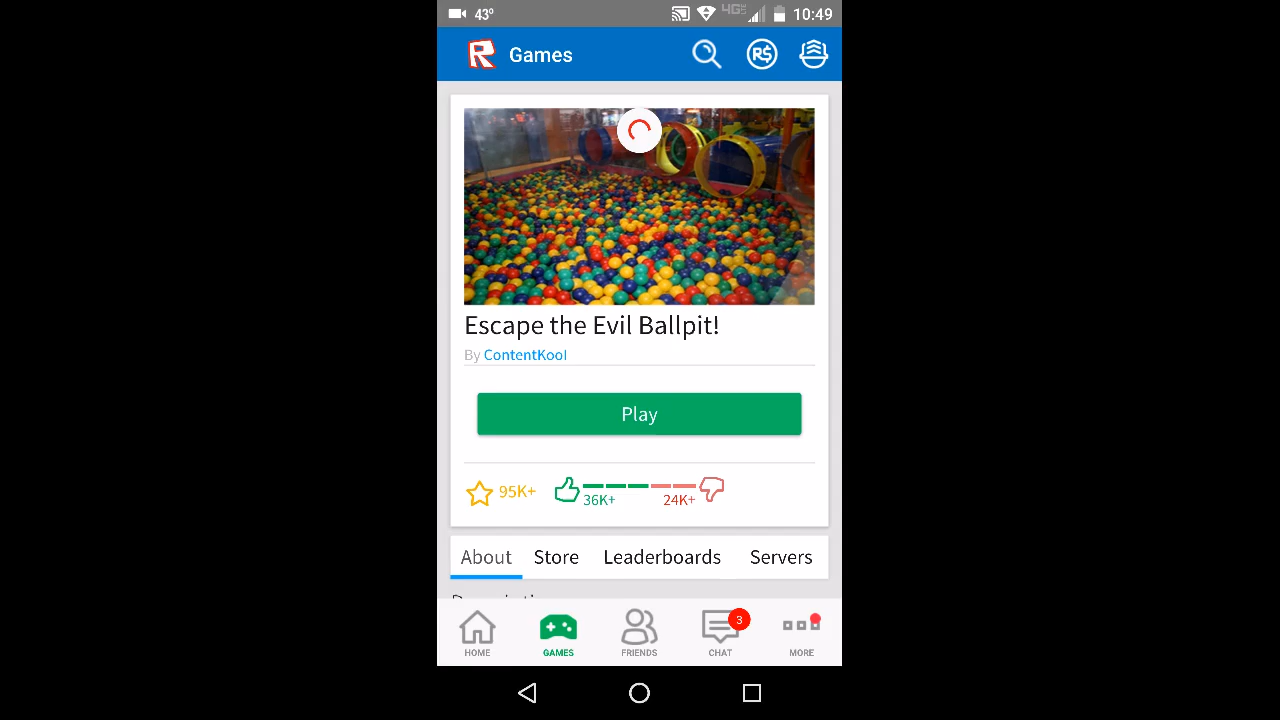 43° 4G 10:49
R Games R$
Escape the Evil Ballpit!
By ContentKool
Play
95K+ 36K+ 24K+
About Store Leaderboards Servers
HOME GAMES FRIENDS CHAT 3 MORE